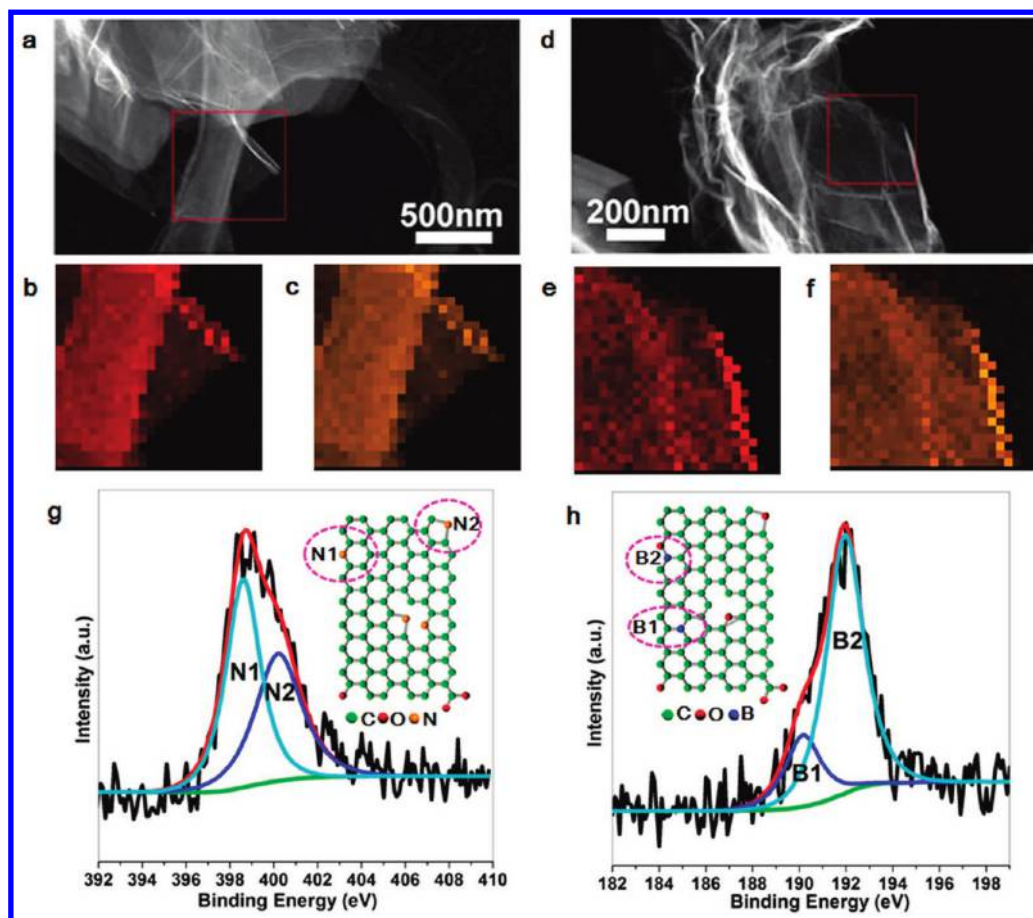 a
500nm
d
200nm
b
c
e
f
g
N1
N2
N1
N2
C O N
Intensity (a.u.)
392 394 396 398 400 402 404 406 408 410
Binding Energy (eV)
h
B2
B1
B2
B1
C O B
Intensity (a.u.)
182 184 186 188 190 192 194 196 198
Binding Energy (eV)